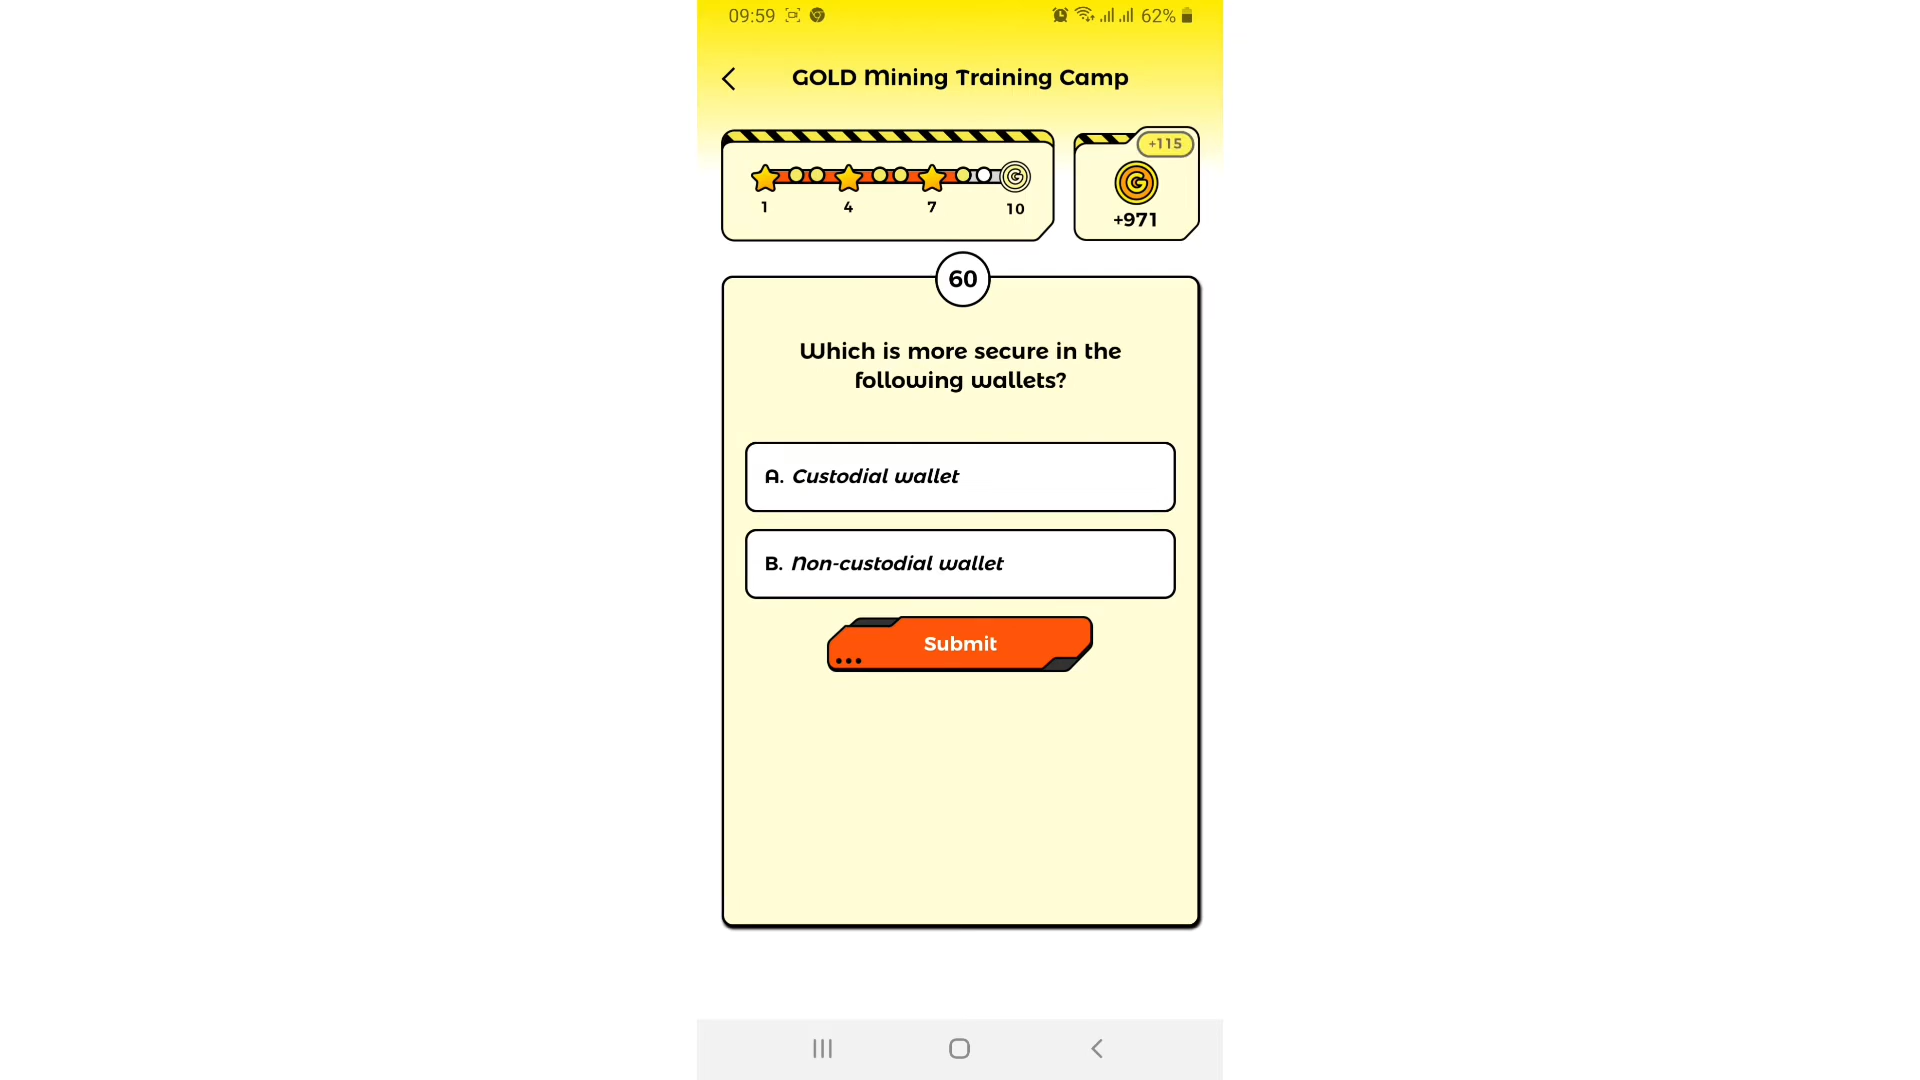 09:59 62%
GOLD Mining Training Camp
+115
G
G
1 4 7 10
+971
60
Which is more secure in the
following wallets?
A. Custodial wallet
B. Non-custodial wallet
Submit